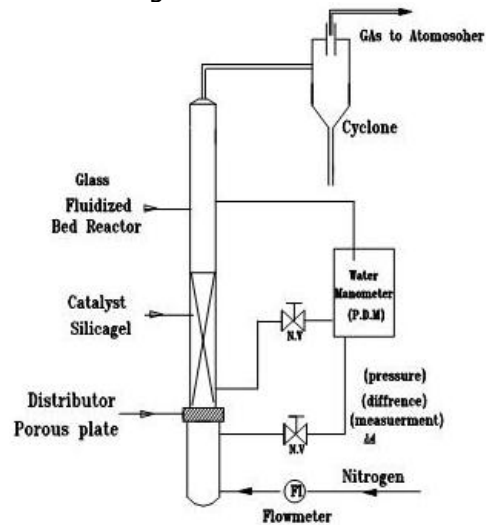 GAs to Atomosoher
Cyclone
Glass
Fluidized
Bed Reactor
Water
Manometer
(P.D.M)
Catalyst
Silicagel
N.V
(pressure)
(diffrence)
(measuerment)
Distributor
Porous plate
N.V
Nitrogen
FI
Flowmeter